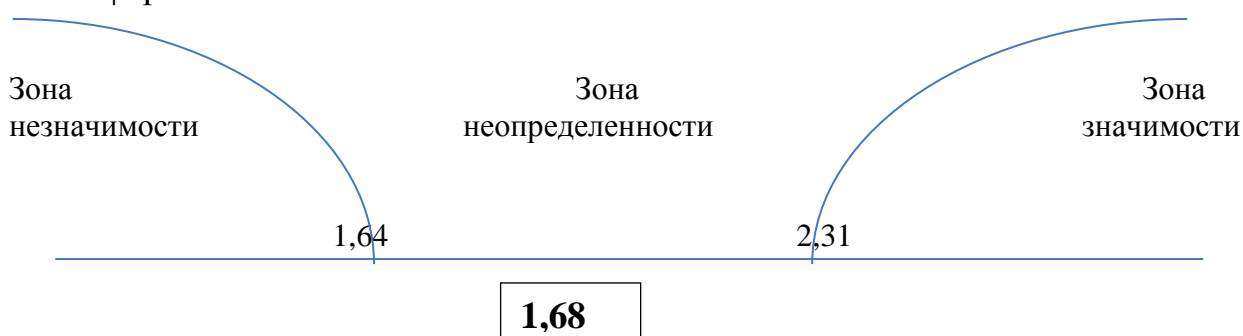 Зона
незначимости
Зона
неопределенности
Зона
значимости
1,64
2,31
1,68